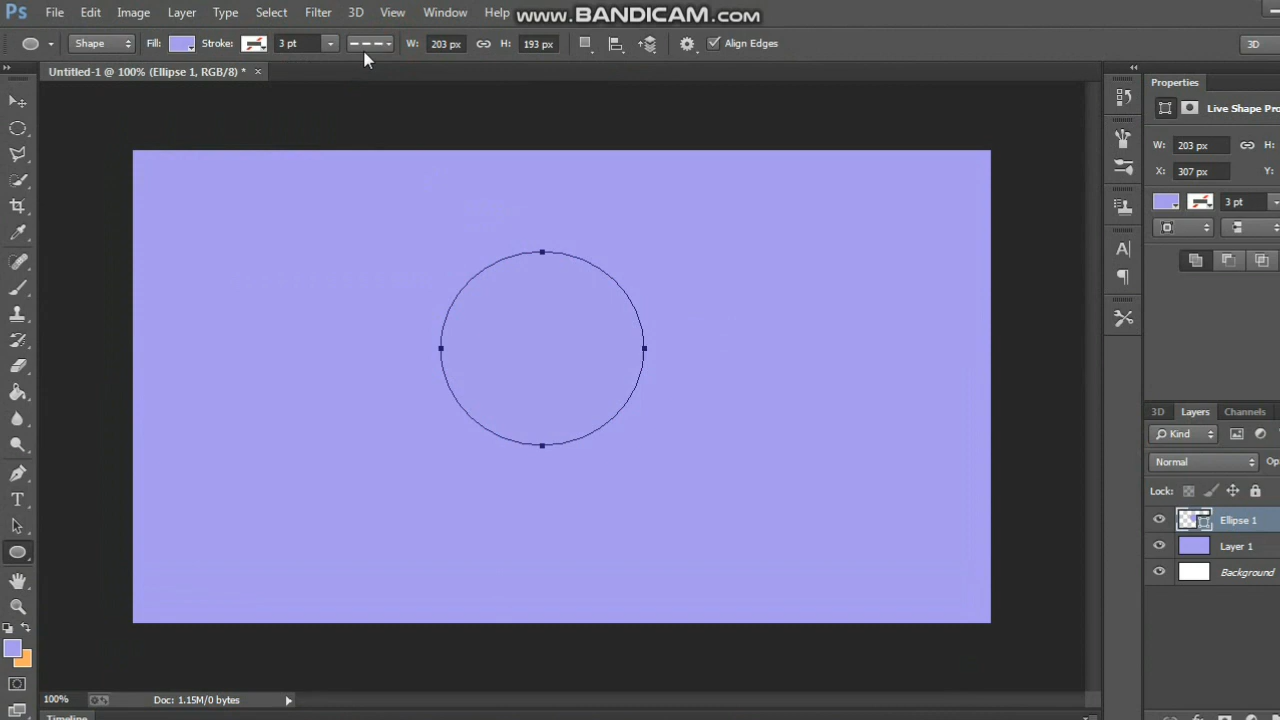 Ps File Edit Image Layer Type Select Filter 3D View Window Help www.BANDICAM.com
Shape Fill: Stroke: 3 pt W: 203 px H: 193 px Align Edges 3D
Untitled-1 @ 100% (Ellipse 1, RGB/8) * ×
Properties
Live Shape Pro
W: 203 px H:
X: 307 px Y:
3 pt
3D Layers Channels
Kind
Normal Op
Lock:
Ellipse 1
Layer 1
Background
100% Doc: 1.15M/0 bytes
Timeline